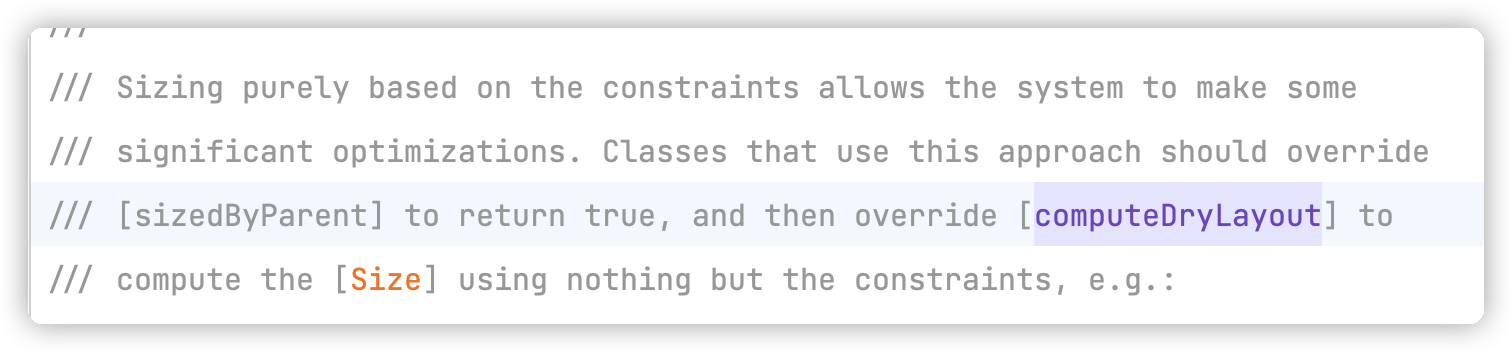 ///
/// Sizing purely based on the constraints allows the system to make some
/// significant optimizations. Classes that use this approach should override
/// [sizedByParent] to return true, and then override [computeDryLayout] to
/// compute the [Size] using nothing but the constraints, e.g.: